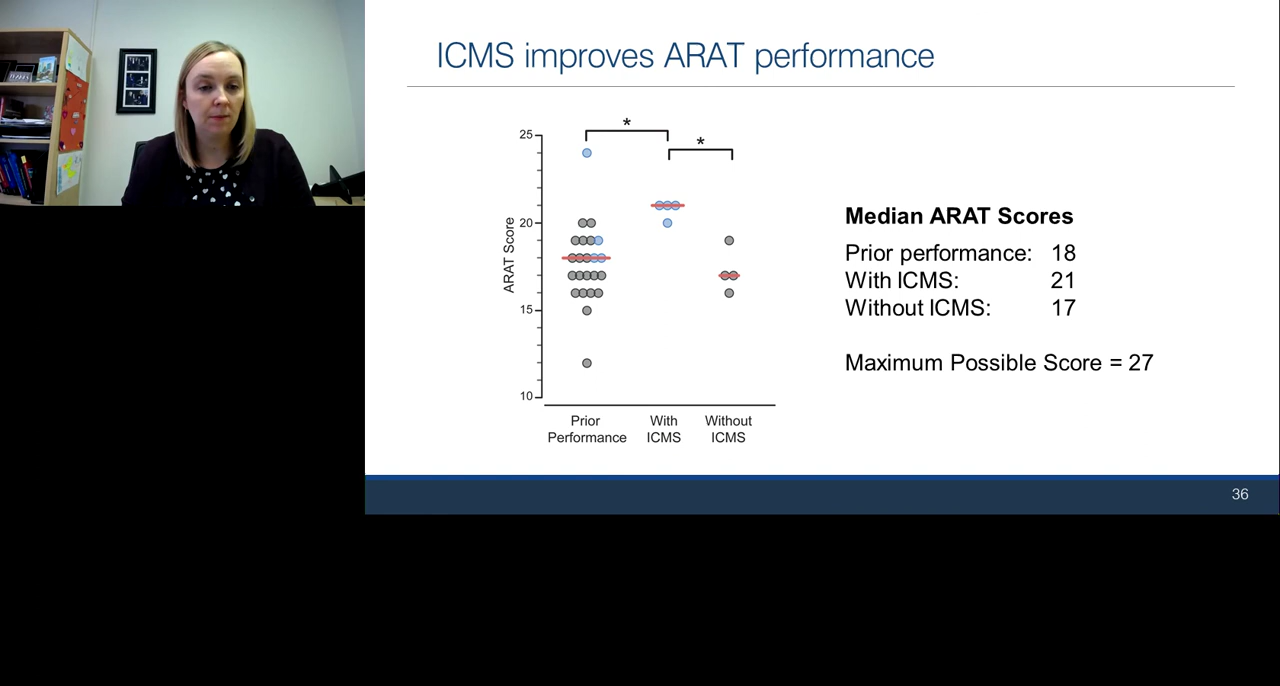 ICMS improves ARAT performance
*
*
25
20
15
10
ARAT Score
Prior
Performance
With
ICMS
Without
ICMS
Median ARAT Scores
Prior performance: 18
With ICMS: 21
Without ICMS: 17
Maximum Possible Score = 27
36